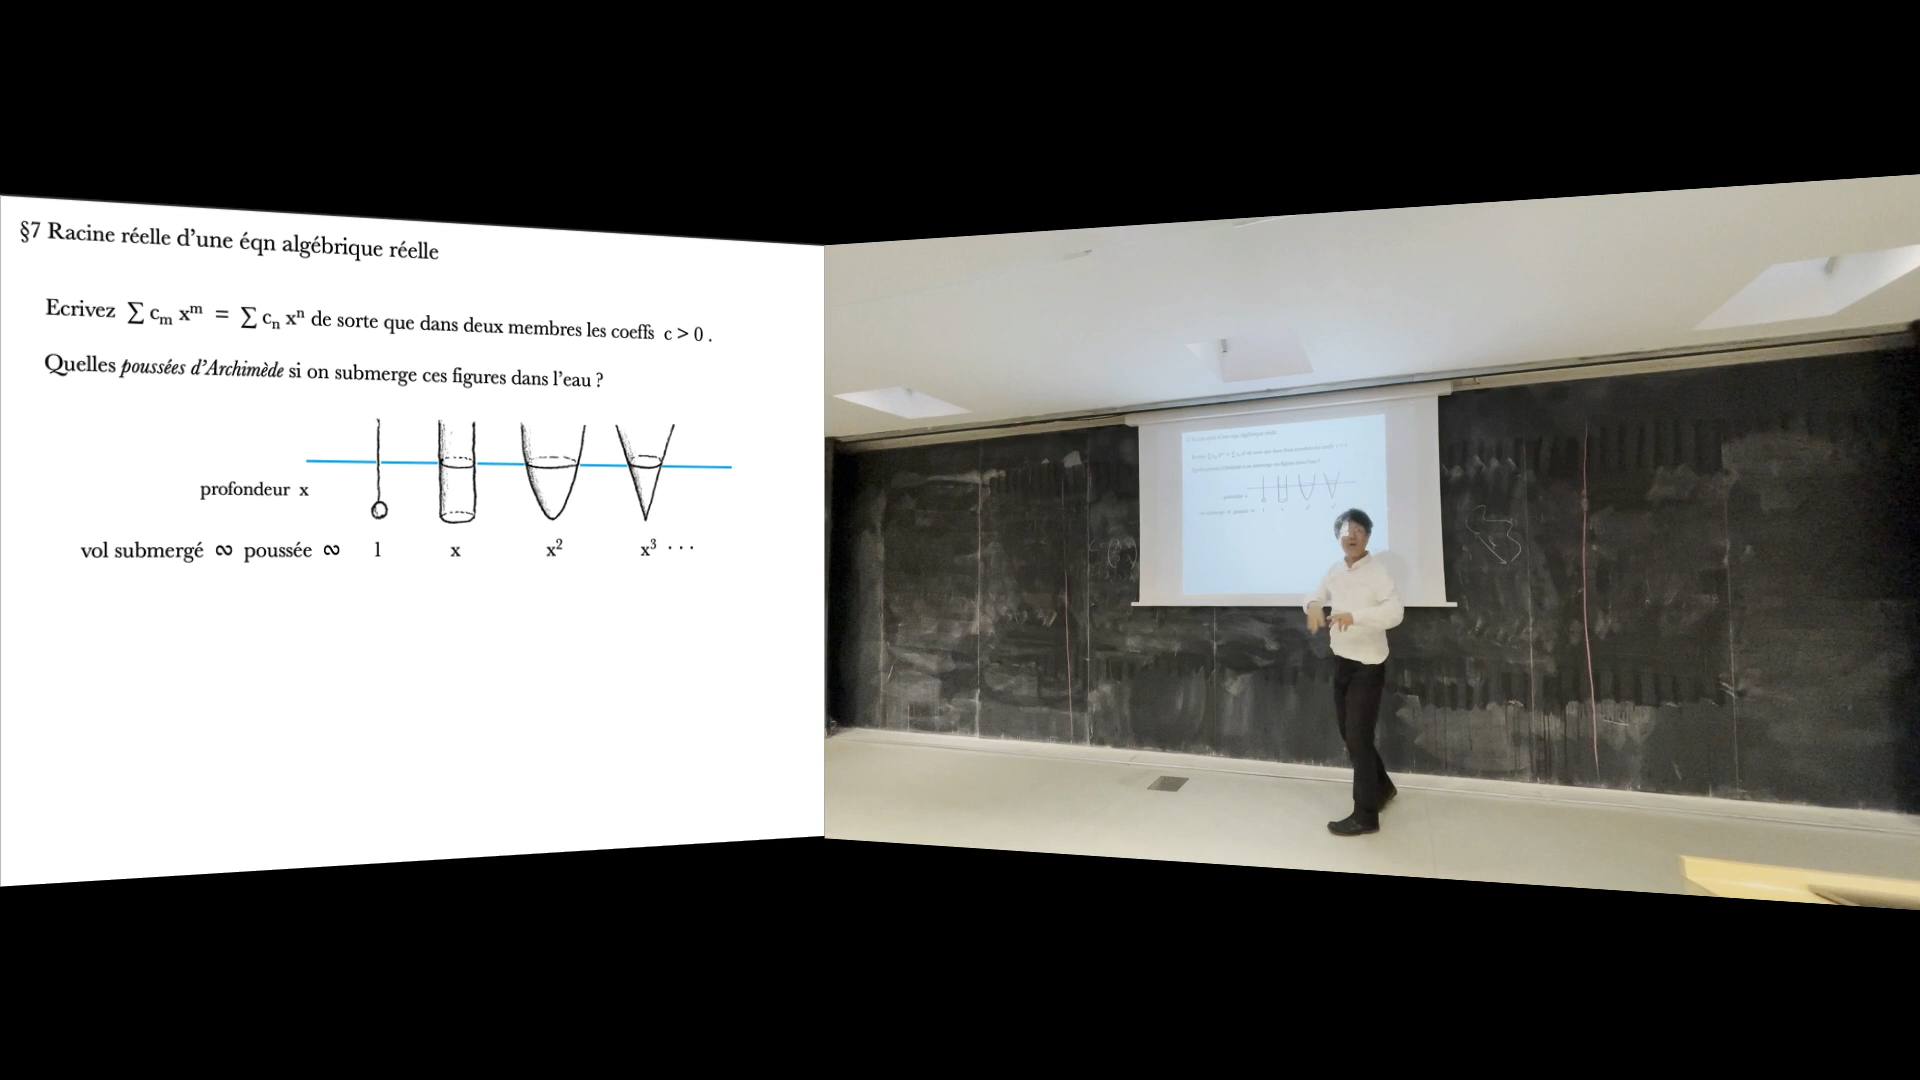 §7 Racine réelle d'une éqn algébrique réelle
Ecrivez ∑ cₘ xᵐ = ∑ cₙ xⁿ de sorte que dans deux membres les coeffs c > 0 .
Quelles poussées d'Archimède si on submerge ces figures dans l'eau ?
profondeur x
vol submergé ∞ poussée ∞ 1 x x² x³ ···